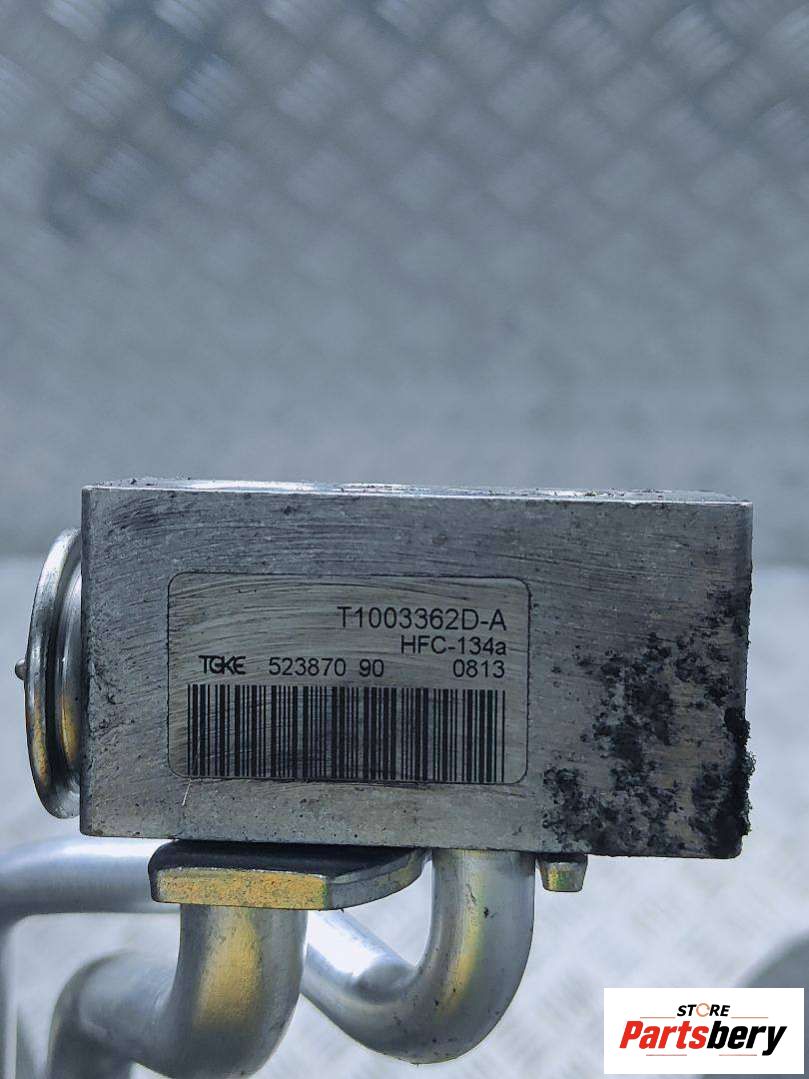 T1003362D-A
HFC-134a
TGKE 523870 90 0813
STORE
Partsbery